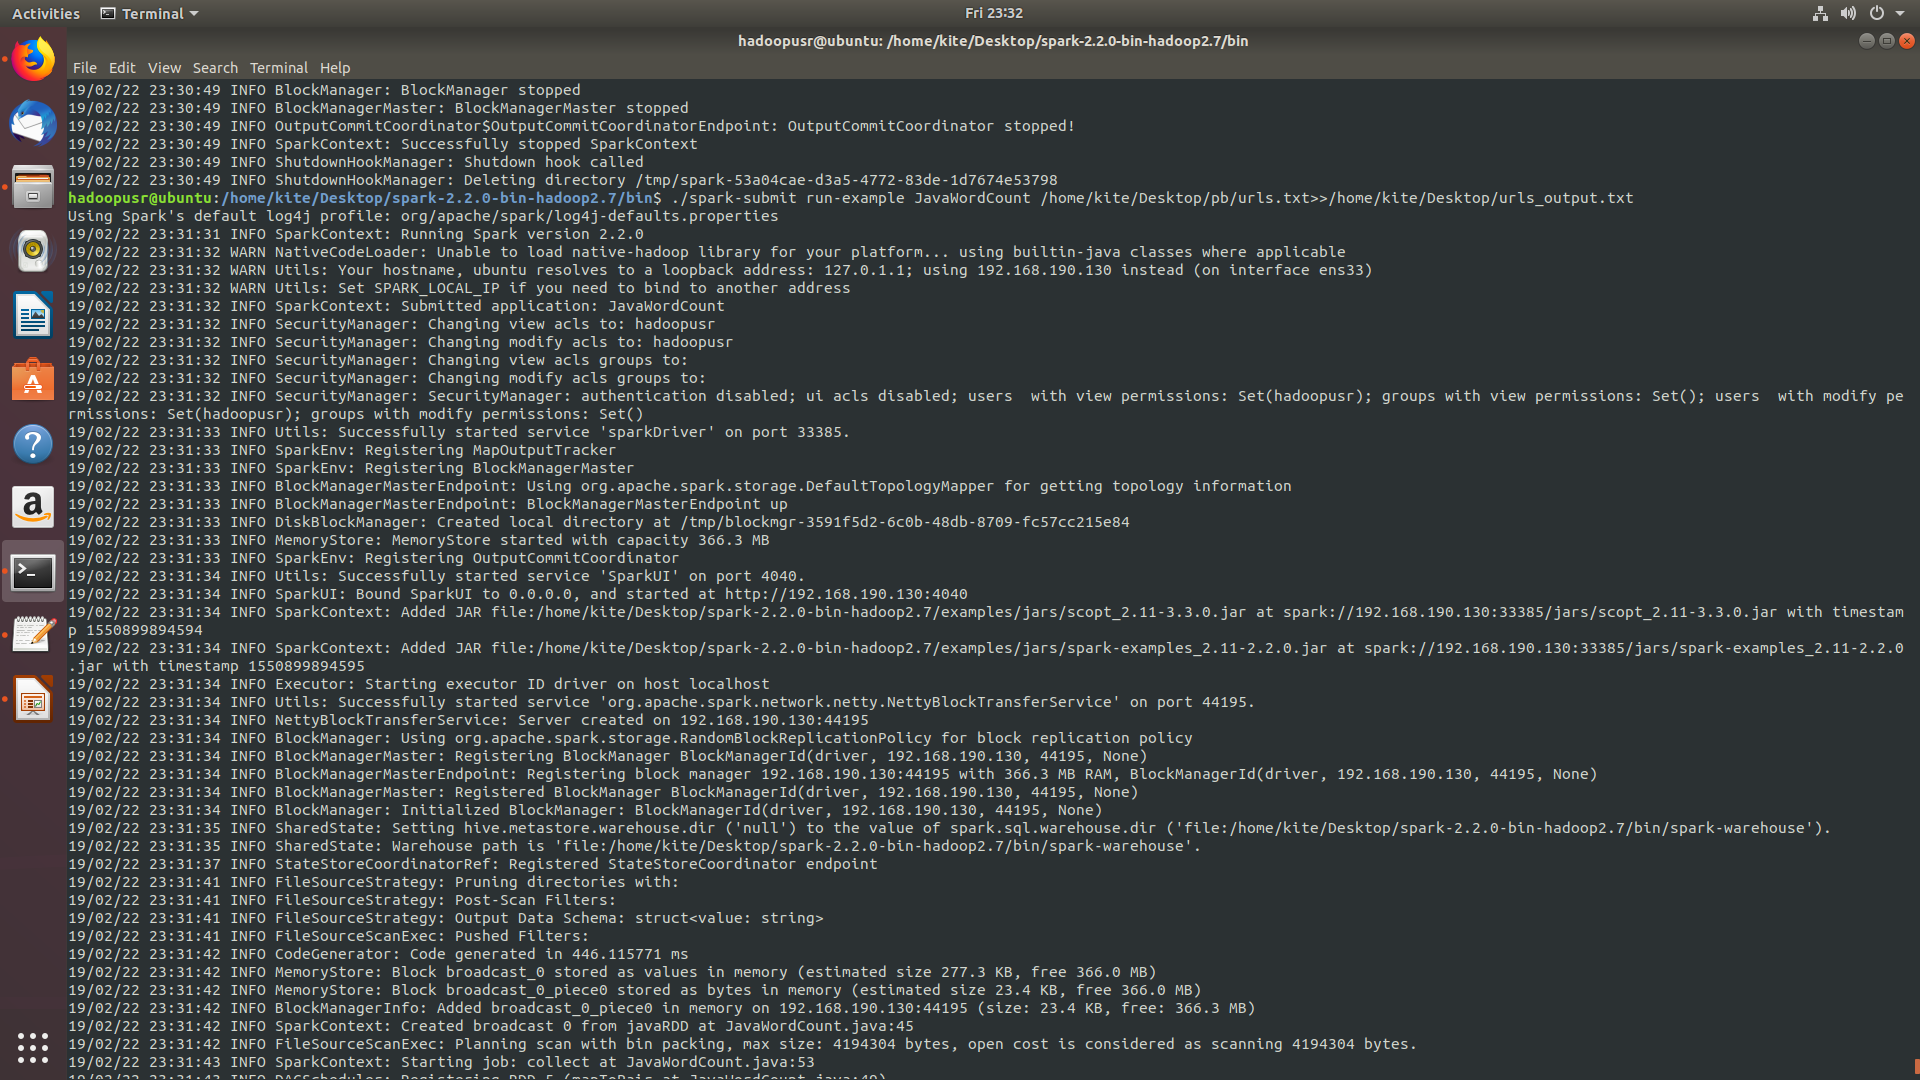 Activities
Terminal
Fri 23:32
hadoopusr@ubuntu: /home/kite/Desktop/spark-2.2.0-bin-hadoop2.7/bin
File Edit View Search Terminal Help
19/02/22 23:30:49 INFO BlockManager: BlockManager stopped
19/02/22 23:30:49 INFO BlockManagerMaster: BlockManagerMaster stopped
19/02/22 23:30:49 INFO OutputCommitCoordinator$OutputCommitCoordinatorEndpoint: OutputCommitCoordinator stopped!
19/02/22 23:30:49 INFO SparkContext: Successfully stopped SparkContext
19/02/22 23:30:49 INFO ShutdownHookManager: Shutdown hook called
19/02/22 23:30:49 INFO ShutdownHookManager: Deleting directory /tmp/spark-53a04cae-d3a5-4772-83de-1d7674e53798
hadoopusr@ubuntu:/home/kite/Desktop/spark-2.2.0-bin-hadoop2.7/bin$ ./spark-submit run-example JavaWordCount /home/kite/Desktop/pb/urls.txt>>/home/kite/Desktop/urls_output.txt
Using Spark's default log4j profile: org/apache/spark/log4j-defaults.properties
19/02/22 23:31:31 INFO SparkContext: Running Spark version 2.2.0
19/02/22 23:31:32 WARN NativeCodeLoader: Unable to load native-hadoop library for your platform... using builtin-java classes where applicable
19/02/22 23:31:32 WARN Utils: Your hostname, ubuntu resolves to a loopback address: 127.0.1.1; using 192.168.190.130 instead (on interface ens33)
19/02/22 23:31:32 WARN Utils: Set SPARK_LOCAL_IP if you need to bind to another address
19/02/22 23:31:32 INFO SparkContext: Submitted application: JavaWordCount
19/02/22 23:31:32 INFO SecurityManager: Changing view acls to: hadoopusr
19/02/22 23:31:32 INFO SecurityManager: Changing modify acls to: hadoopusr
19/02/22 23:31:32 INFO SecurityManager: Changing view acls groups to:
19/02/22 23:31:32 INFO SecurityManager: Changing modify acls groups to:
19/02/22 23:31:32 INFO SecurityManager: SecurityManager: authentication disabled; ui acls disabled; users  with view permissions: Set(hadoopusr); groups with view permissions: Set(); users  with modify pe
rmissions: Set(hadoopusr); groups with modify permissions: Set()
19/02/22 23:31:33 INFO Utils: Successfully started service 'sparkDriver' on port 33385.
19/02/22 23:31:33 INFO SparkEnv: Registering MapOutputTracker
19/02/22 23:31:33 INFO SparkEnv: Registering BlockManagerMaster
19/02/22 23:31:33 INFO BlockManagerMasterEndpoint: Using org.apache.spark.storage.DefaultTopologyMapper for getting topology information
19/02/22 23:31:33 INFO BlockManagerMasterEndpoint: BlockManagerMasterEndpoint up
19/02/22 23:31:33 INFO DiskBlockManager: Created local directory at /tmp/blockmgr-3591f5d2-6c0b-48db-8709-fc57cc215e84
19/02/22 23:31:33 INFO MemoryStore: MemoryStore started with capacity 366.3 MB
19/02/22 23:31:33 INFO SparkEnv: Registering OutputCommitCoordinator
19/02/22 23:31:34 INFO Utils: Successfully started service 'SparkUI' on port 4040.
19/02/22 23:31:34 INFO SparkUI: Bound SparkUI to 0.0.0.0, and started at http://192.168.190.130:4040
19/02/22 23:31:34 INFO SparkContext: Added JAR file:/home/kite/Desktop/spark-2.2.0-bin-hadoop2.7/examples/jars/scopt_2.11-3.3.0.jar at spark://192.168.190.130:33385/jars/scopt_2.11-3.3.0.jar with timestam
p 1550899894594
19/02/22 23:31:34 INFO SparkContext: Added JAR file:/home/kite/Desktop/spark-2.2.0-bin-hadoop2.7/examples/jars/spark-examples_2.11-2.2.0.jar at spark://192.168.190.130:33385/jars/spark-examples_2.11-2.2.0
.jar with timestamp 1550899894595
19/02/22 23:31:34 INFO Executor: Starting executor ID driver on host localhost
19/02/22 23:31:34 INFO Utils: Successfully started service 'org.apache.spark.network.netty.NettyBlockTransferService' on port 44195.
19/02/22 23:31:34 INFO NettyBlockTransferService: Server created on 192.168.190.130:44195
19/02/22 23:31:34 INFO BlockManager: Using org.apache.spark.storage.RandomBlockReplicationPolicy for block replication policy
19/02/22 23:31:34 INFO BlockManagerMaster: Registering BlockManager BlockManagerId(driver, 192.168.190.130, 44195, None)
19/02/22 23:31:34 INFO BlockManagerMasterEndpoint: Registering block manager 192.168.190.130:44195 with 366.3 MB RAM, BlockManagerId(driver, 192.168.190.130, 44195, None)
19/02/22 23:31:34 INFO BlockManagerMaster: Registered BlockManager BlockManagerId(driver, 192.168.190.130, 44195, None)
19/02/22 23:31:34 INFO BlockManager: Initialized BlockManager: BlockManagerId(driver, 192.168.190.130, 44195, None)
19/02/22 23:31:35 INFO SharedState: Setting hive.metastore.warehouse.dir ('null') to the value of spark.sql.warehouse.dir ('file:/home/kite/Desktop/spark-2.2.0-bin-hadoop2.7/bin/spark-warehouse').
19/02/22 23:31:35 INFO SharedState: Warehouse path is 'file:/home/kite/Desktop/spark-2.2.0-bin-hadoop2.7/bin/spark-warehouse'.
19/02/22 23:31:37 INFO StateStoreCoordinatorRef: Registered StateStoreCoordinator endpoint
19/02/22 23:31:41 INFO FileSourceStrategy: Pruning directories with:
19/02/22 23:31:41 INFO FileSourceStrategy: Post-Scan Filters:
19/02/22 23:31:41 INFO FileSourceStrategy: Output Data Schema: struct<value: string>
19/02/22 23:31:41 INFO FileSourceScanExec: Pushed Filters:
19/02/22 23:31:42 INFO CodeGenerator: Code generated in 446.115771 ms
19/02/22 23:31:42 INFO MemoryStore: Block broadcast_0 stored as values in memory (estimated size 277.3 KB, free 366.0 MB)
19/02/22 23:31:42 INFO MemoryStore: Block broadcast_0_piece0 stored as bytes in memory (estimated size 23.4 KB, free 366.0 MB)
19/02/22 23:31:42 INFO BlockManagerInfo: Added broadcast_0_piece0 in memory on 192.168.190.130:44195 (size: 23.4 KB, free: 366.3 MB)
19/02/22 23:31:42 INFO SparkContext: Created broadcast 0 from javaRDD at JavaWordCount.java:45
19/02/22 23:31:42 INFO FileSourceScanExec: Planning scan with bin packing, max size: 4194304 bytes, open cost is considered as scanning 4194304 bytes.
19/02/22 23:31:43 INFO SparkContext: Starting job: collect at JavaWordCount.java:53
19/02/22 23:31:43 INFO DAGScheduler: Registering RDD 5 (mapToPair at JavaWordCount.java:49)